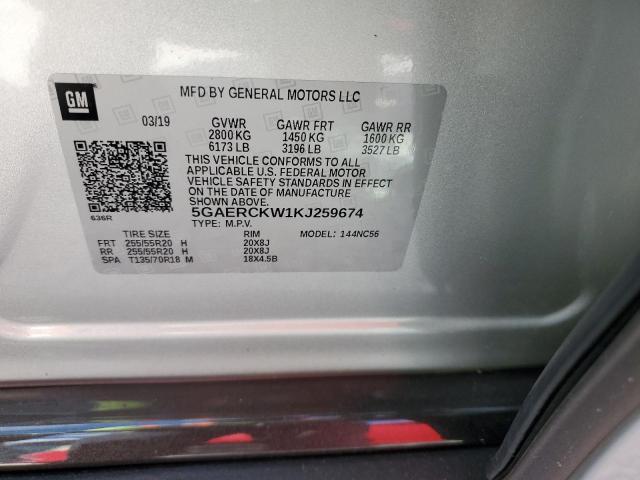 GM
MFD BY GENERAL MOTORS LLC
03/19 GVWR GAWR FRT GAWR RR
2800 KG 1450 KG 1600 KG
6173 LB 3196 LB 3527 LB
THIS VEHICLE CONFORMS TO ALL
APPLICABLE U.S. FEDERAL MOTOR
VEHICLE SAFETY STANDARDS IN EFFECT
ON THE DATE OF MANUFACTURE SHOWN ABOVE.
636R 5GAERCKW1KJ259674
TYPE: M.P.V. MODEL: 144NC56
TIRE SIZE RIM
FRT 255/55R20 H 20X8J
RR 255/55R20 H 20X8J
SPA T135/70R18 M 18X4.5B